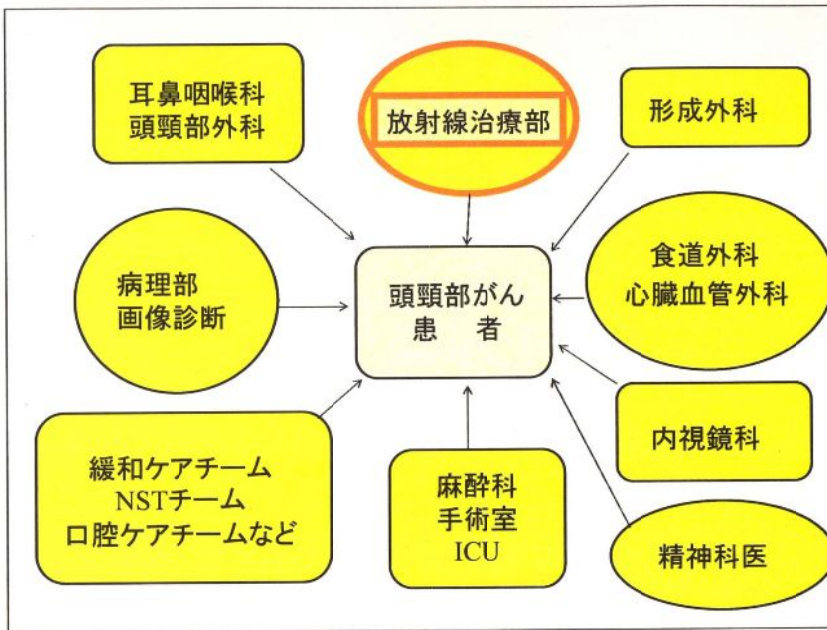 耳鼻咽喉科
頭頸部外科
放射線治療部
形成外科
病理部
画像診断
頭頸部がん
患　者
食道外科
心臓血管外科
緩和ケアチーム
NSTチーム
口腔ケアチームなど
麻酔科
手術室
ICU
内視鏡科
精神科医